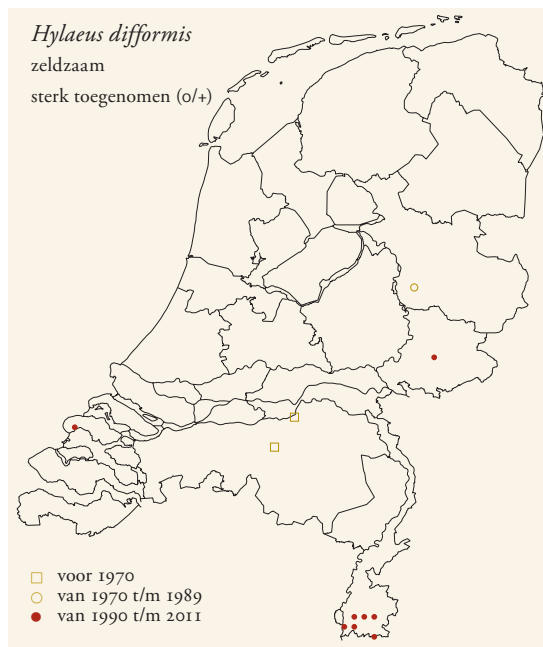 Hylaeus difformis
zeldzaam
sterk toegenomen (0/+)
voor 1970
van 1970 t/m 1989
van 1990 t/m 2011